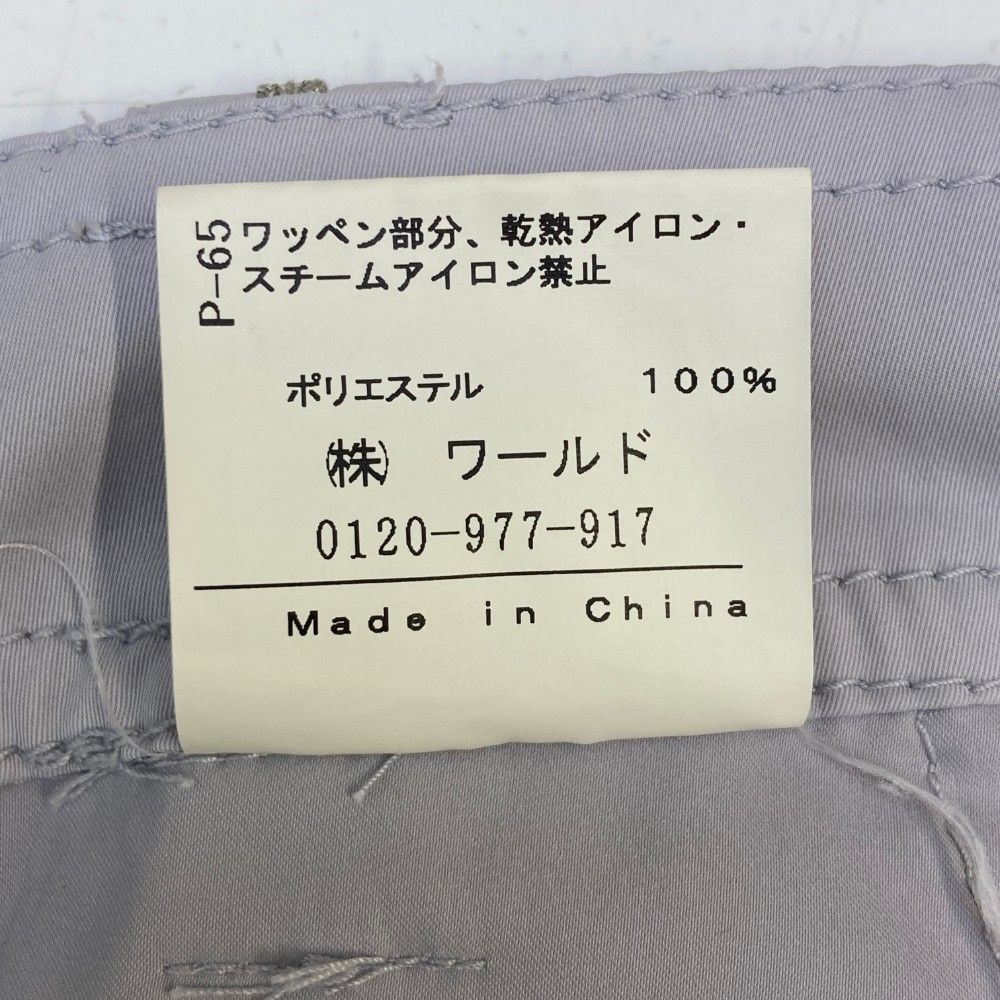 P-65
ワッペン部分、乾熱アイロン・
スチームアイロン禁止
ポリエステル 100%
㈱ ワールド
0120-977-917
Made in China